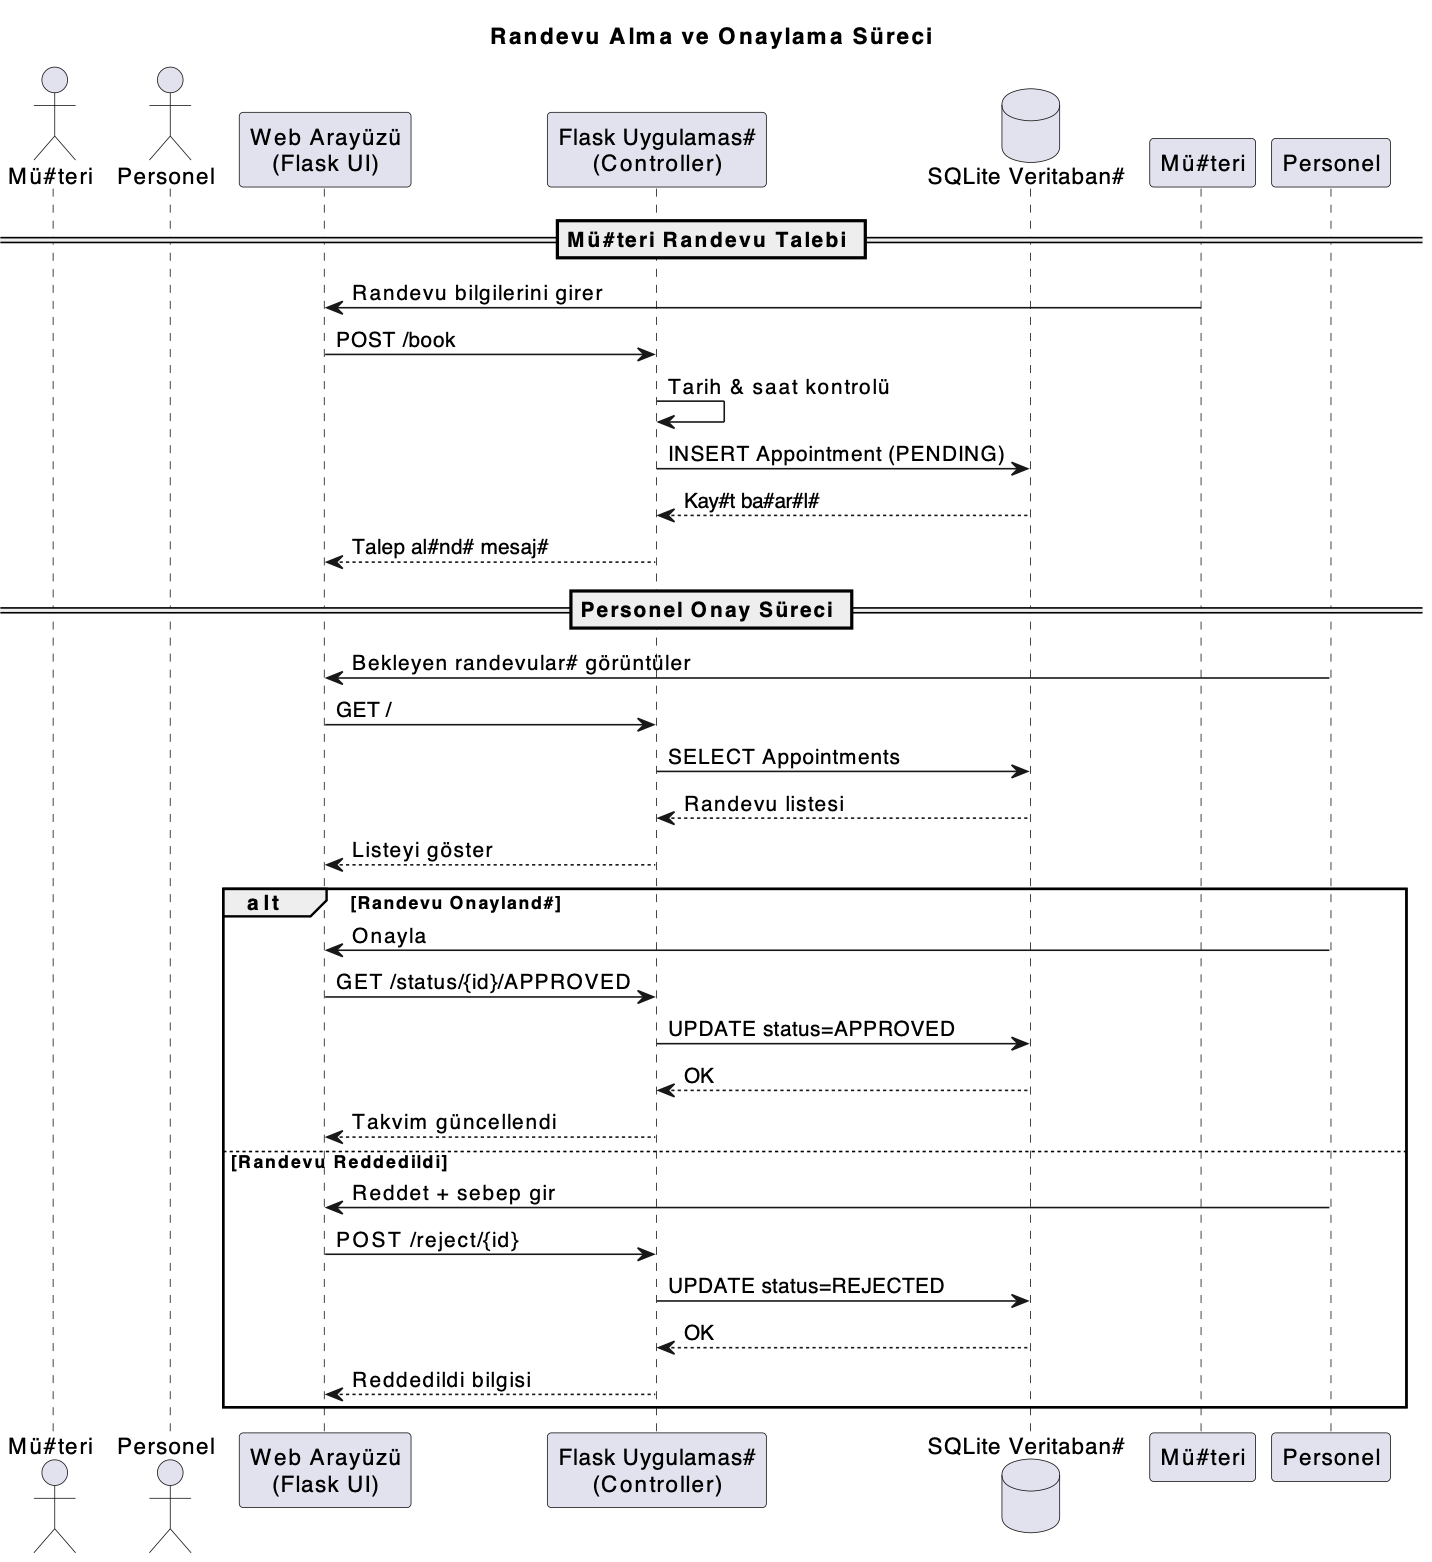 Randevu Alma ve Onaylama Süreci
Mü#teri
Personel
Web Arayüzü
(Flask UI)
Flask Uygulamas#
(Controller)
SQLite Veritaban#
Mü#teri
Personel
Mü#teri Randevu Talebi
Randevu bilgilerini girer
POST /book
Tarih & saat kontrolü
INSERT Appointment (PENDING)
Kay#t ba#ar#l#
Talep al#nd# mesaj#
Personel Onay Süreci
Bekleyen randevular# görüntüler
GET /
SELECT Appointments
Randevu listesi
Listeyi göster
alt [Randevu Onayland#]
Onayla
GET /status/{id}/APPROVED
UPDATE status=APPROVED
OK
Takvim güncellendi
[Randevu Reddedildi]
Reddet + sebep gir
POST /reject/{id}
UPDATE status=REJECTED
OK
Reddedildi bilgisi
Mü#teri
Personel
Web Arayüzü
(Flask UI)
Flask Uygulamas#
(Controller)
SQLite Veritaban#
Mü#teri
Personel